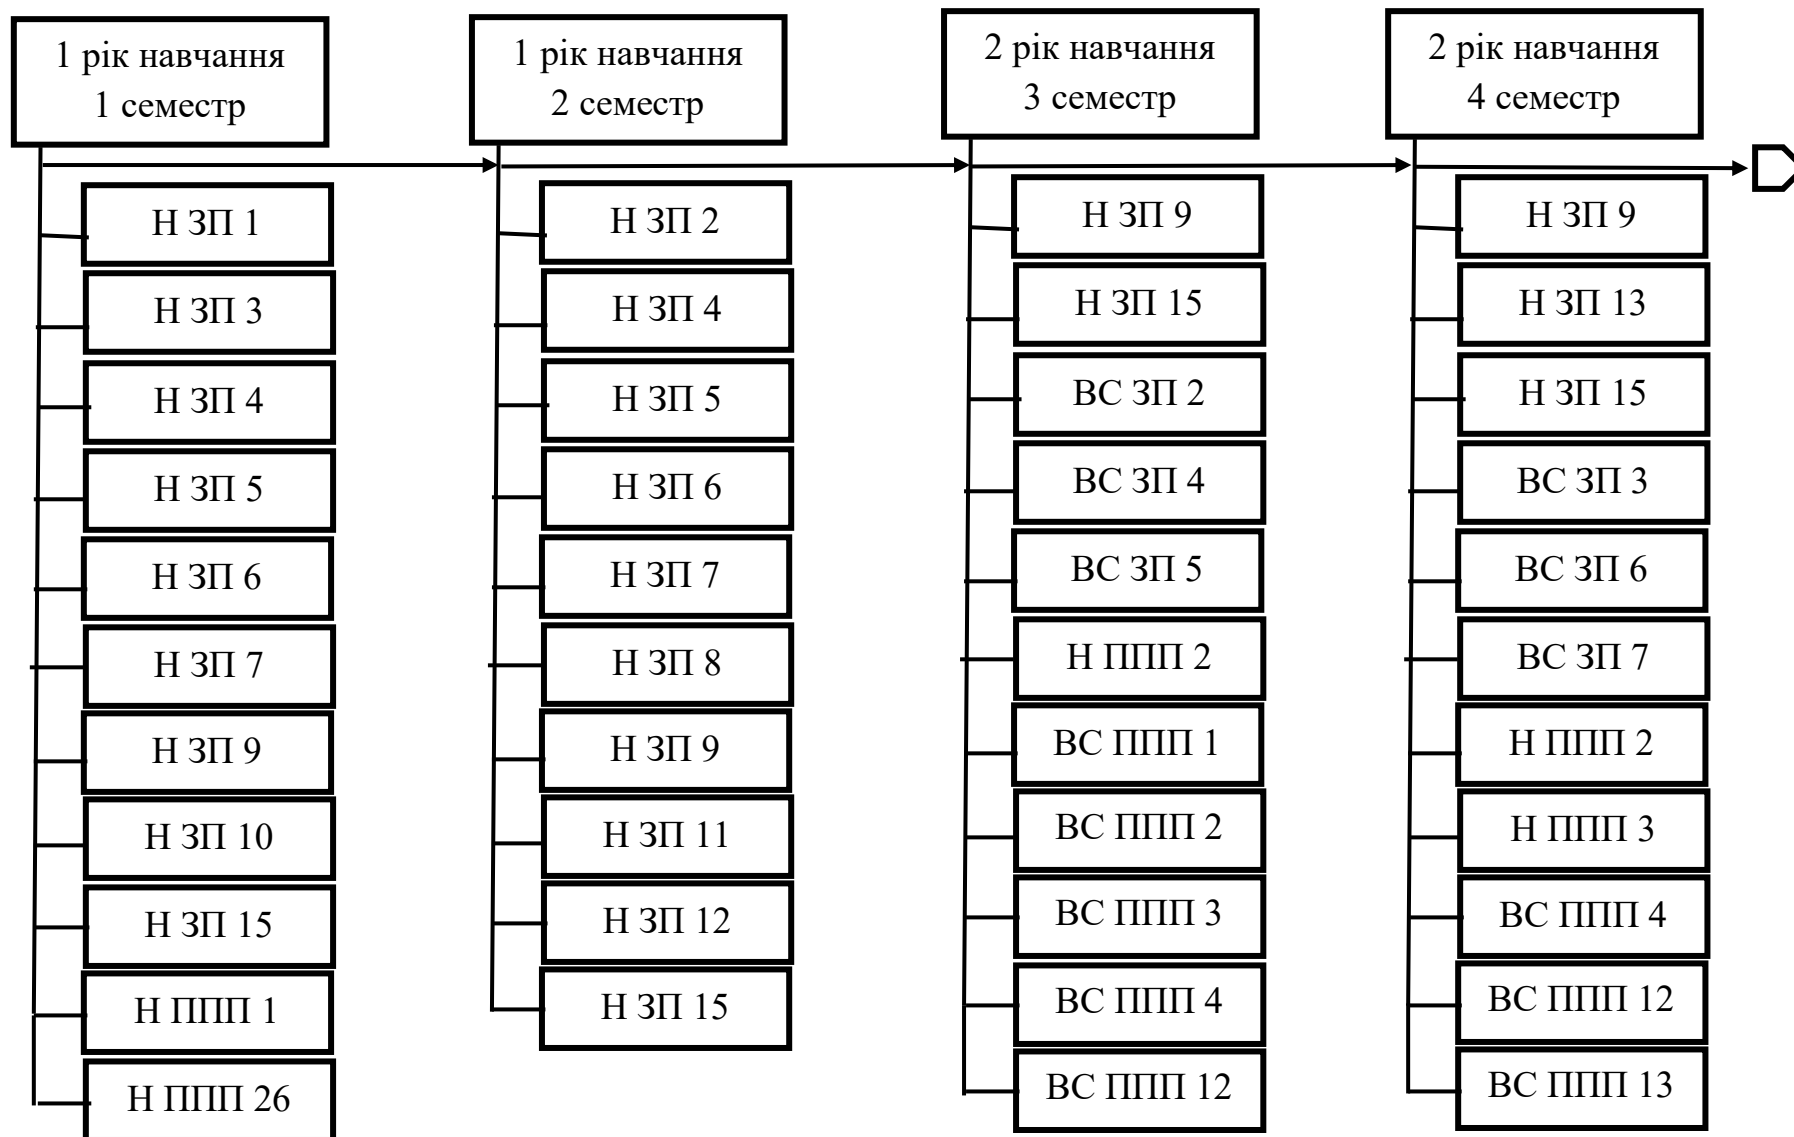 1 рік навчання
1 семестр
Н ЗП 1
Н ЗП 3
Н ЗП 4
Н ЗП 5
Н ЗП 6
Н ЗП 7
Н ЗП 9
Н ЗП 10
Н ЗП 15
Н ППП 1
Н ППП 26
1 рік навчання
2 семестр
Н ЗП 2
Н ЗП 4
Н ЗП 5
Н ЗП 6
Н ЗП 7
Н ЗП 8
Н ЗП 9
Н ЗП 11
Н ЗП 12
Н ЗП 15
2 рік навчання
3 семестр
Н ЗП 9
Н ЗП 15
ВС ЗП 2
ВС ЗП 4
ВС ЗП 5
Н ППП 2
ВС ППП 1
ВС ППП 2
ВС ППП 3
ВС ППП 4
ВС ППП 12
2 рік навчання
4 семестр
Н ЗП 9
Н ЗП 13
Н ЗП 15
ВС ЗП 3
ВС ЗП 6
ВС ЗП 7
Н ППП 2
Н ППП 3
ВС ППП 4
ВС ППП 12
ВС ППП 13